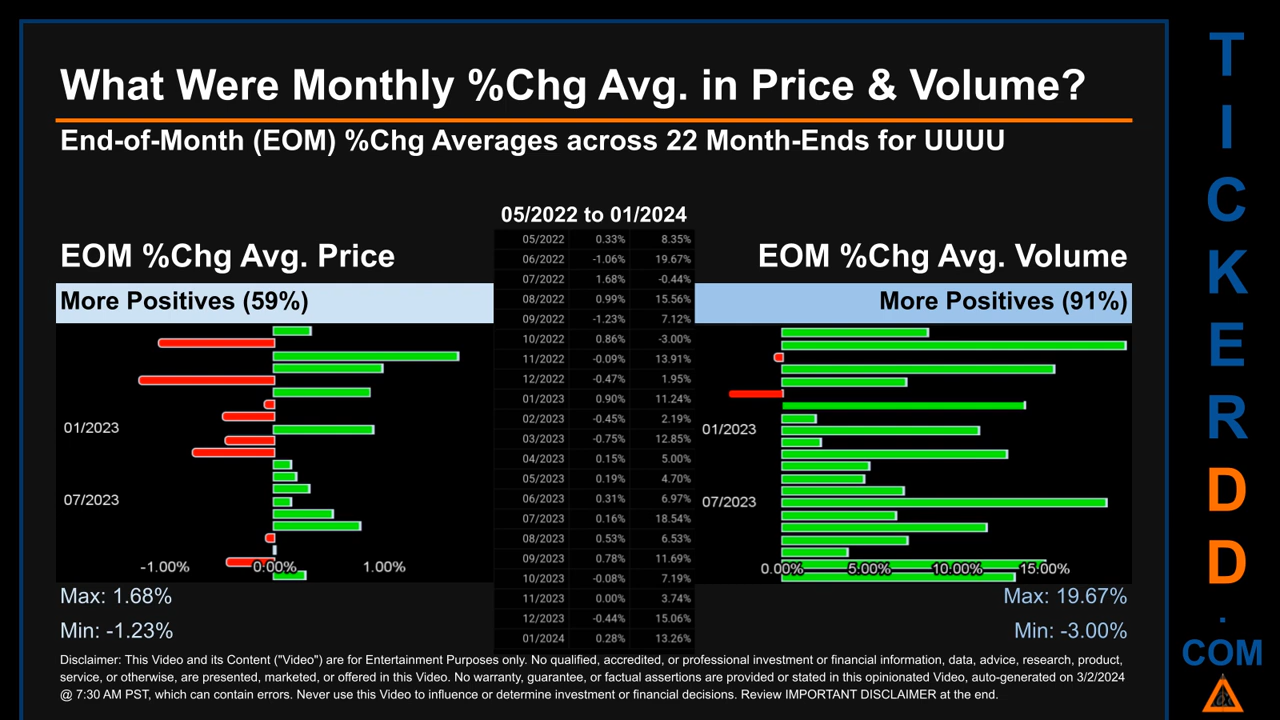 What Were Monthly %Chg Avg. in Price & Volume?
End-of-Month (EOM) %Chg Averages across 22 Month-Ends for UUUU
05/2022 to 01/2024
EOM %Chg Avg. Price
More Positives (59%)
01/2023
07/2023
-1.00% 0.00% 1.00%
Max: 1.68%
Min: -1.23%
05/2022 0.33% 8.35%
06/2022 -1.06% 19.67%
07/2022 1.68% -0.44%
08/2022 0.99% 15.56%
09/2022 -1.23% 7.12%
10/2022 0.86% -3.00%
11/2022 -0.09% 13.91%
12/2022 -0.47% 1.95%
01/2023 0.90% 11.24%
02/2023 -0.45% 2.19%
03/2023 -0.75% 12.85%
04/2023 0.15% 5.00%
05/2023 0.19% 4.70%
06/2023 0.31% 6.97%
07/2023 0.16% 18.54%
08/2023 0.53% 6.53%
09/2023 0.78% 11.69%
10/2023 -0.08% 7.19%
11/2023 0.00% 3.74%
12/2023 -0.44% 15.06%
01/2024 0.28% 13.26%
EOM %Chg Avg. Volume
More Positives (91%)
01/2023
07/2023
0.00% 5.00% 10.00% 15.00%
Max: 19.67%
Min: -3.00%
Disclaimer: This Video and its Content ("Video") are for Entertainment Purposes only. No qualified, accredited, or professional investment or financial information, data, advice, research, product,
service, or otherwise, are presented, marketed, or offered in this Video. No warranty, guarantee, or factual assertions are provided or stated in this opinionated Video, auto-generated on 3/2/2024
@ 7:30 AM PST, which can contain errors. Never use this Video to influence or determine investment or financial decisions. Review IMPORTANT DISCLAIMER at the end.
T
I
C
K
E
R
D
D
.
COM